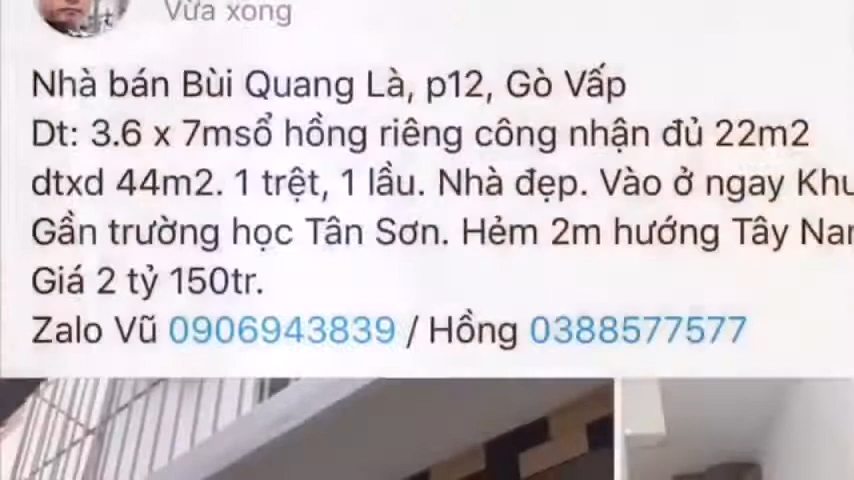 Vừa xong
Nhà bán Bùi Quang Là, p12, Gò Vấp
Dt: 3.6 x 7msổ hồng riêng công nhận đủ 22m2
dtxd 44m2. 1 trệt, 1 lầu. Nhà đẹp. Vào ở ngay Khu
Gần trường học Tân Sơn. Hẻm 2m hướng Tây Nam
Giá 2 tỷ 150tr.
Zalo Vũ 0906943839 / Hồng 0388577577